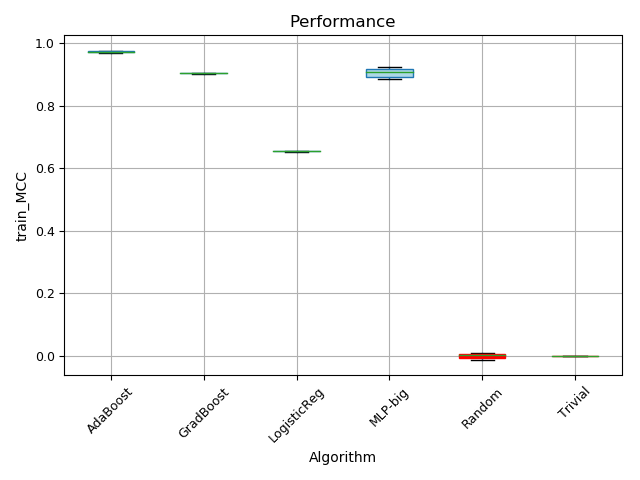 Performance
1.0
0.8
0.6
0.4
0.2
0.0
train_MCC
AdaBoost
GradBoost
LogisticReg
MLP-big
Random
Trivial
Algorithm